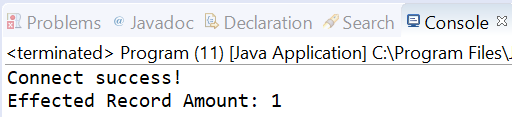 Problems @ Javadoc Declaration Search Console
<terminated> Program (11) [Java Application] C:\Program Files\.
Connect success!
Effected Record Amount: 1